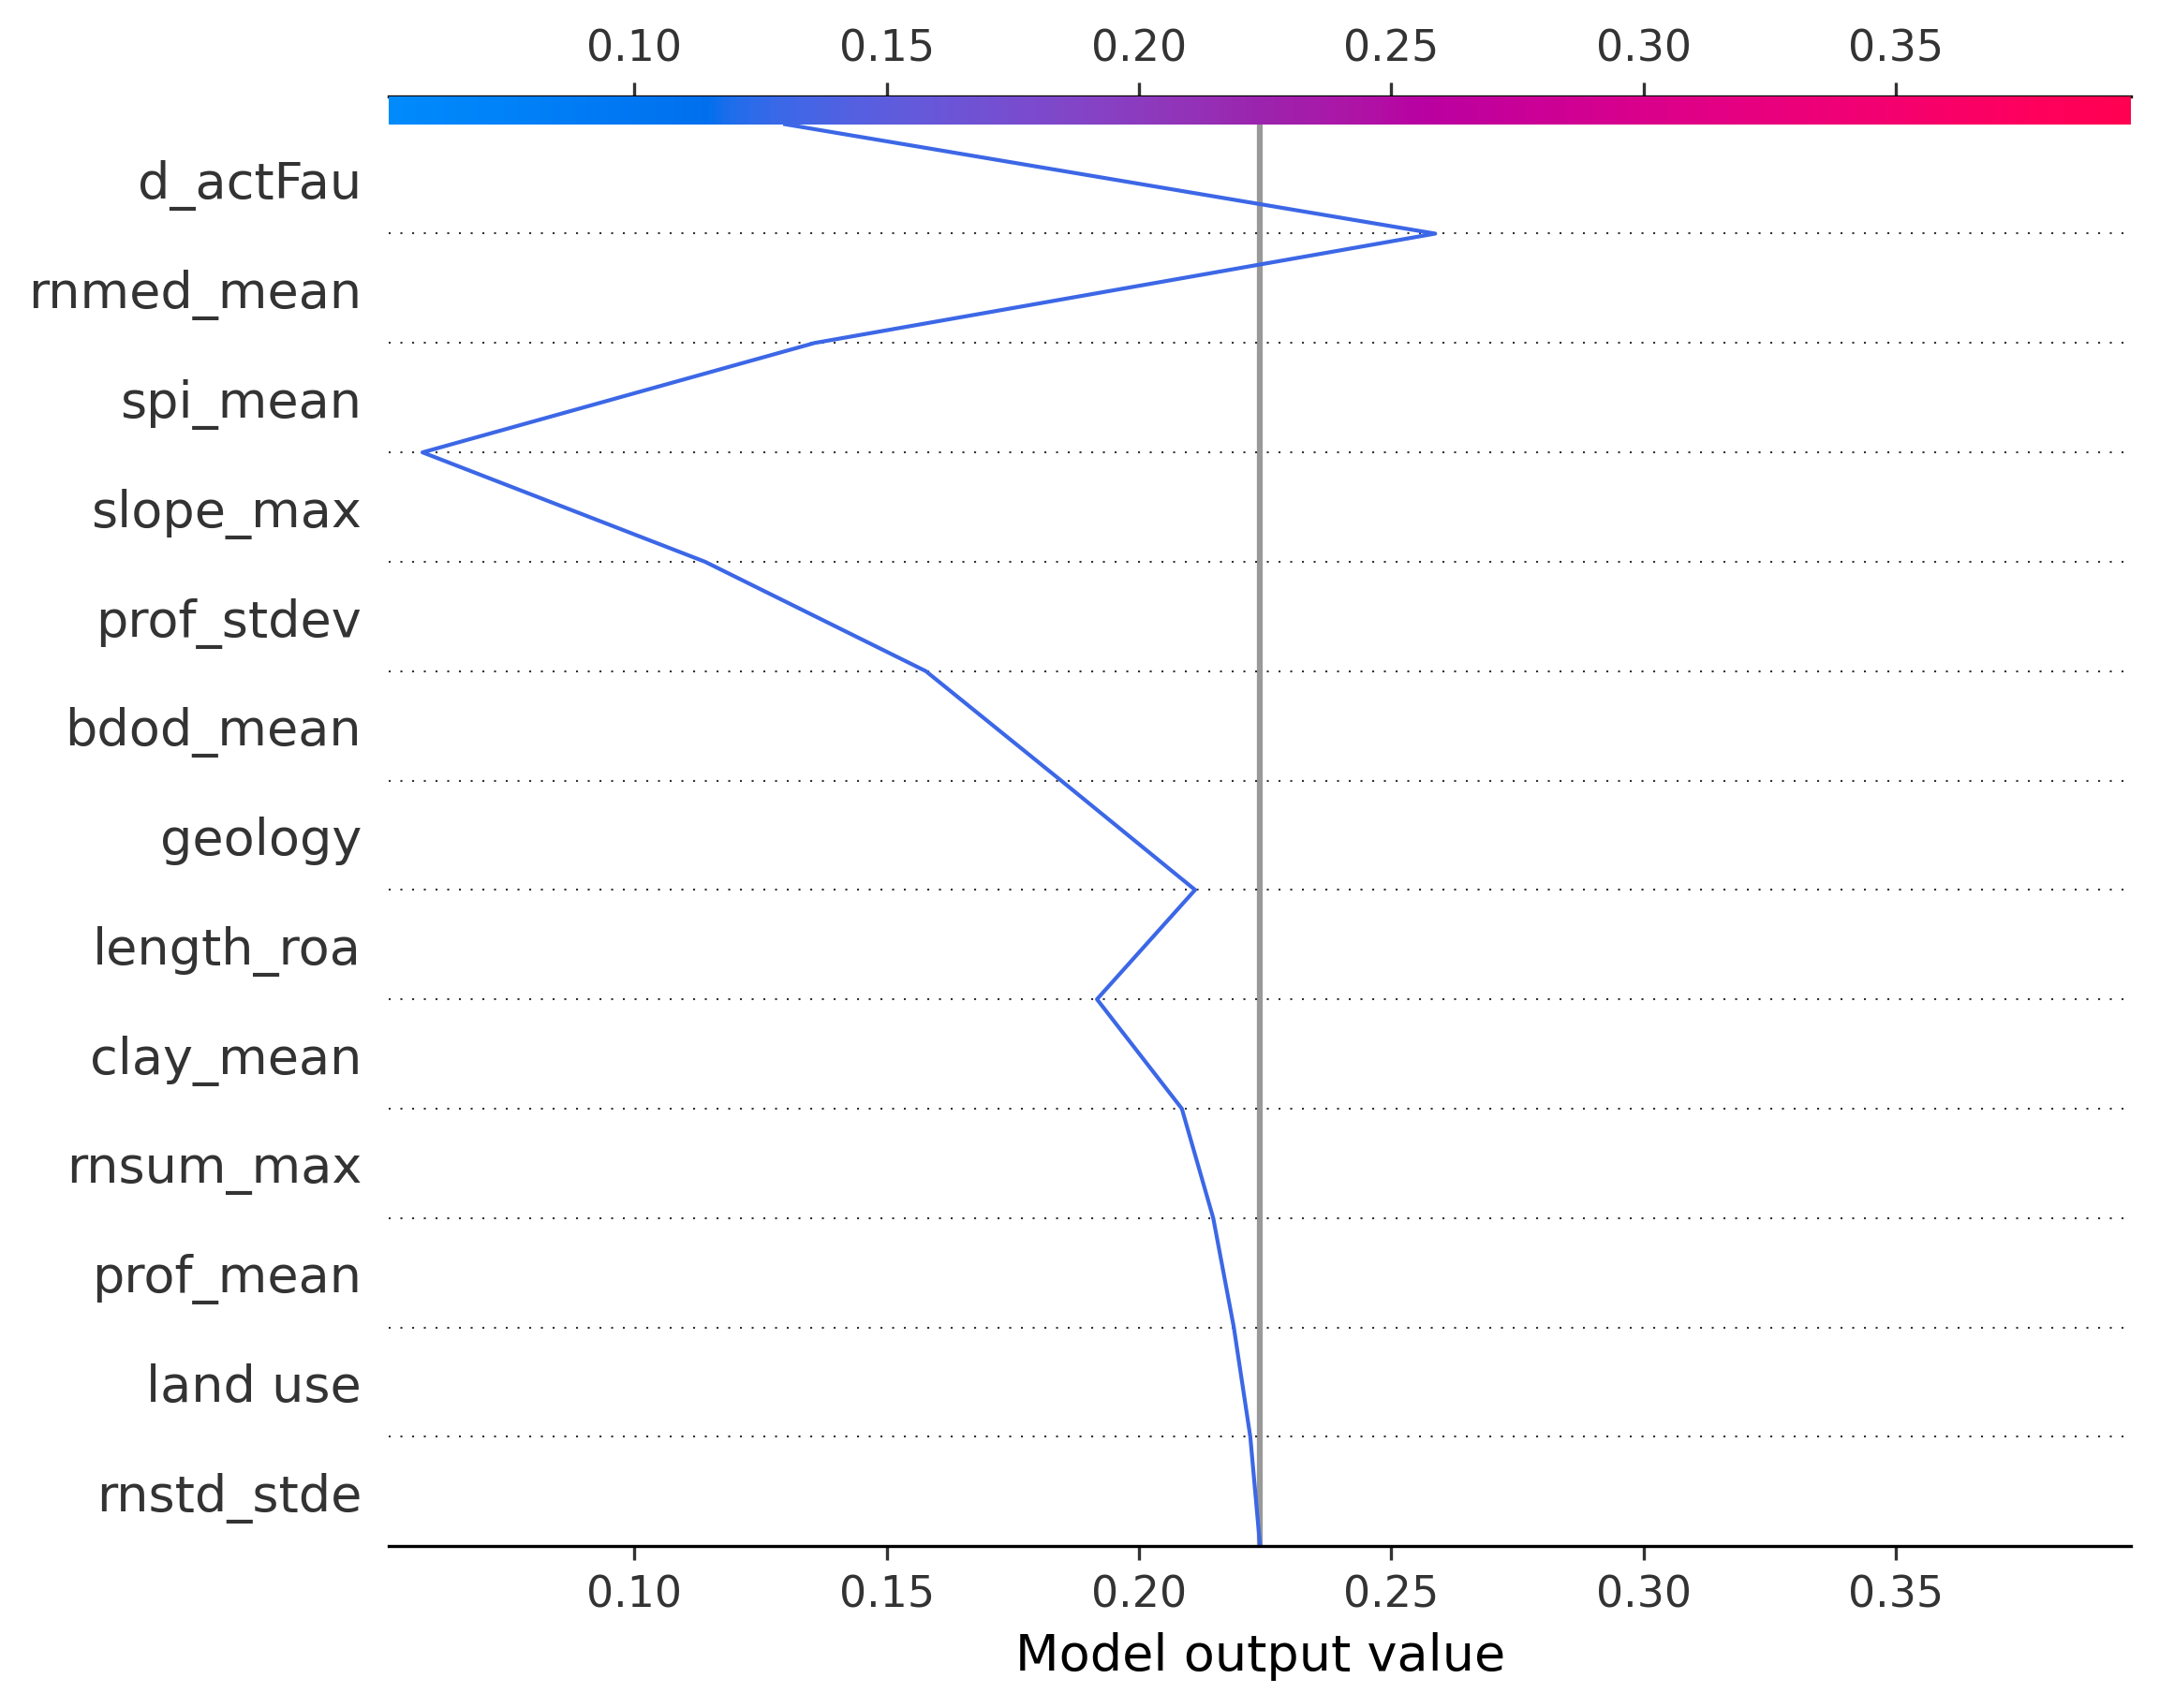 0.10 0.15 0.20 0.25 0.30 0.35
d_actFau
rnmed_mean
spi_mean
slope_max
prof_stdev
bdod_mean
geology
length_roa
clay_mean
rnsum_max
prof_mean
land use
rnstd_stde
0.10 0.15 0.20 0.25 0.30 0.35
Model output value